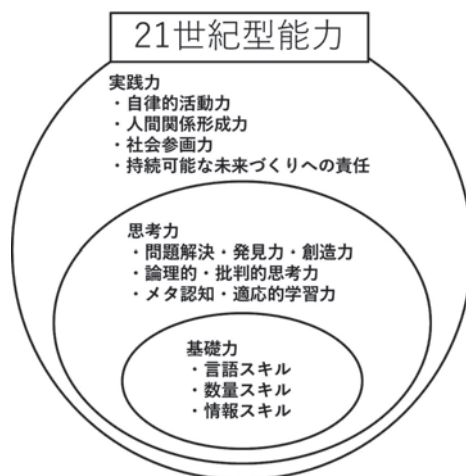 21世紀型能力
実践力
・自律的活動力
・人間関係形成力
・社会参画力
・持続可能な未来づくりへの責任
思考力
・問題解決・発見力・創造力
・論理的・批判的思考力
・メタ認知・適応的学習力
基礎力
・言語スキル
・数量スキル
・情報スキル